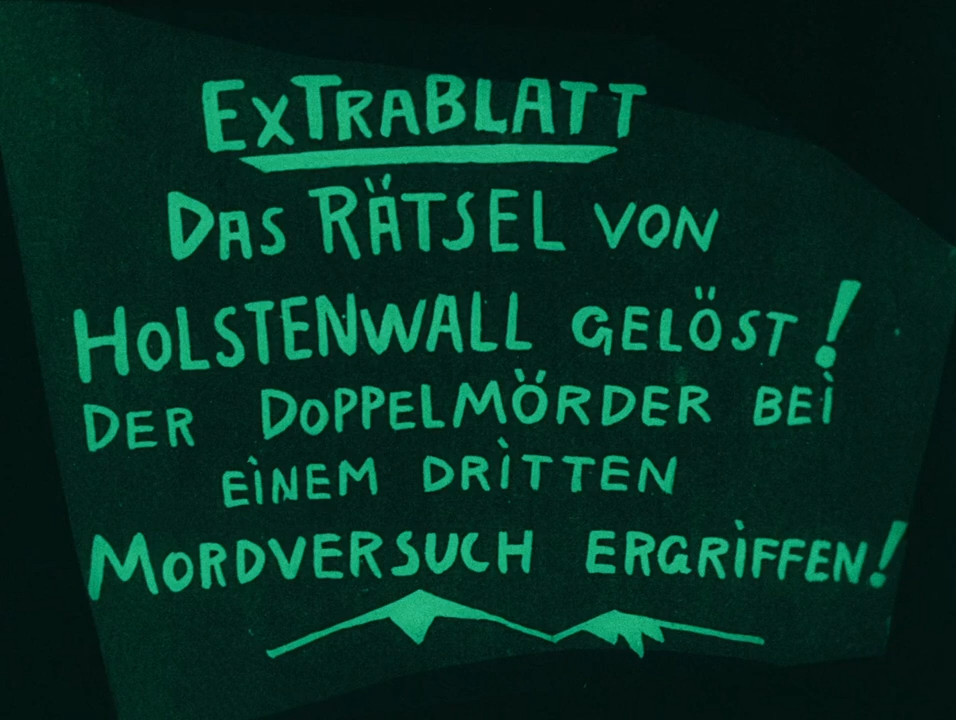 EXTRABLATT
DAS RÄTSEL VON
HOLSTENWALL GELÖST!
DER DOPPELMÖRDER BEI
EINEM DRITTEN
MORDVERSUCH ERGRIFFEN!